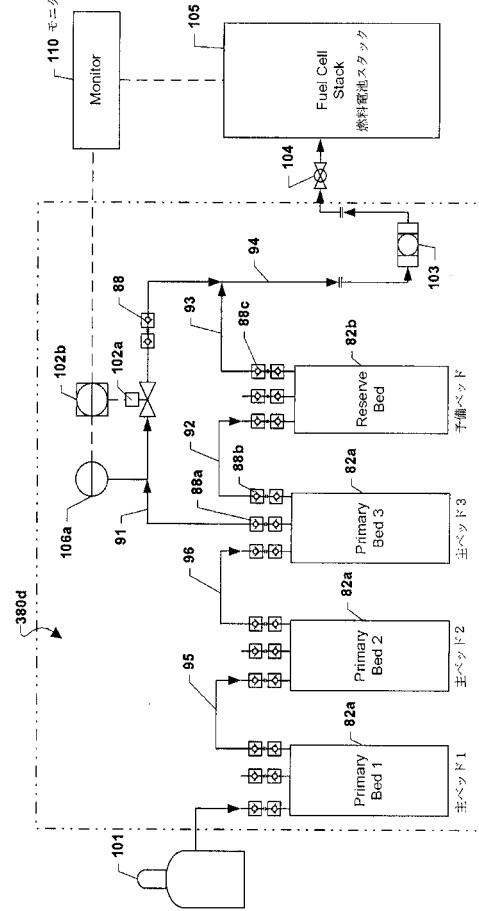 110 モニタ
Monitor
105
Fuel Cell
Stack
燃料電池スタック
104
103
94
88
102a
102b
106a
91
93
88c
82b
Reserve
Bed
予備ベッド
92
88a
88b
82a
Primary
Bed 3
主ベッド3
96
82a
Primary
Bed 2
主ベッド2
95
82a
Primary
Bed 1
主ベッド1
380d
101